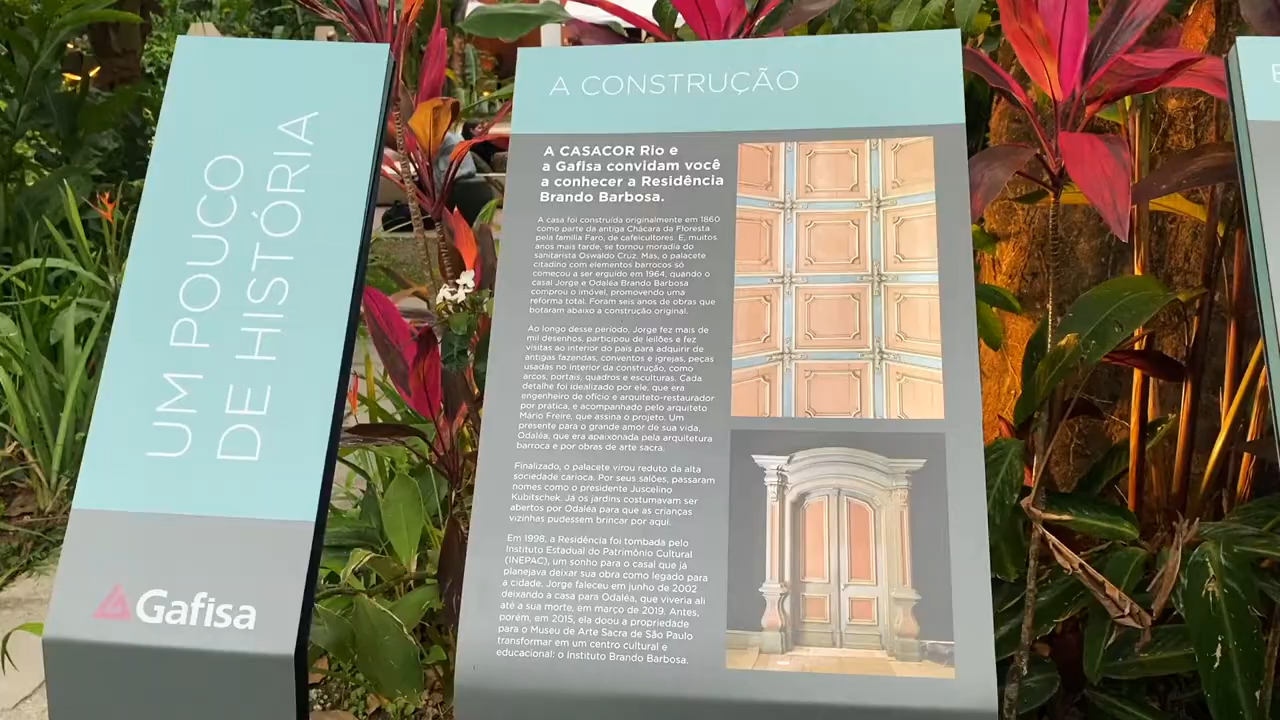 UM POUCO
DE HISTÓRIA
Gafisa
A CONSTRUÇÃO
A CASACOR Rio e
a Gafisa convidam você
a conhecer a Residência
Brando Barbosa.
A casa foi construída originalmente em 1860
como parte da antiga Chácara da Floresta
pela família Faro, de cafeicultores. E, muitos
anos mais tarde, se tornou moradia do
sanitarista Oswaldo Cruz. Mas, o palacete
citadino com elementos barrocos só
começou a ser erguido em 1964, quando o
casal Jorge e Odaléa Brando Barbosa
comprou o imóvel, promovendo uma
reforma total. Foram seis anos de obras que
botaram abaixo a construção original.
Ao longo desse período, Jorge fez mais de
mil desenhos, participou de leilões e fez
visitas ao interior do país para adquirir de
antigas fazendas, conventos e igrejas, peças
usadas no interior da construção, como
arcos, portais, quadros e esculturas. Cada
detalhe foi idealizado por ele, que era
engenheiro de ofício e arquiteto-restaurador
por prática, e acompanhado pelo arquiteto
Mário Freire, que assina o projeto. Um
presente para o grande amor de sua vida,
Odaléa, que era apaixonada pela arquitetura
barroca e por obras de arte sacra.
Finalizado, o palacete virou reduto da alta
sociedade carioca. Por seus salões, passaram
nomes como o presidente Juscelino
Kubitschek. Já os jardins costumavam ser
abertos por Odaléa para que as crianças
vizinhas pudessem brincar por aqui.
Em 1998, a Residência foi tombada pelo
Instituto Estadual do Patrimônio Cultural
(INEPAC), um sonho para o casal que já
planejava deixar sua obra como legado para
a cidade. Jorge faleceu em junho de 2002
deixando a casa para Odaléa, que viveria ali
até a sua morte, em março de 2019. Antes,
porém, em 2015, ela doou a propriedade
para o Museu de Arte Sacra de São Paulo
transformar em um centro cultural e
educacional: o Instituto Brando Barbosa.